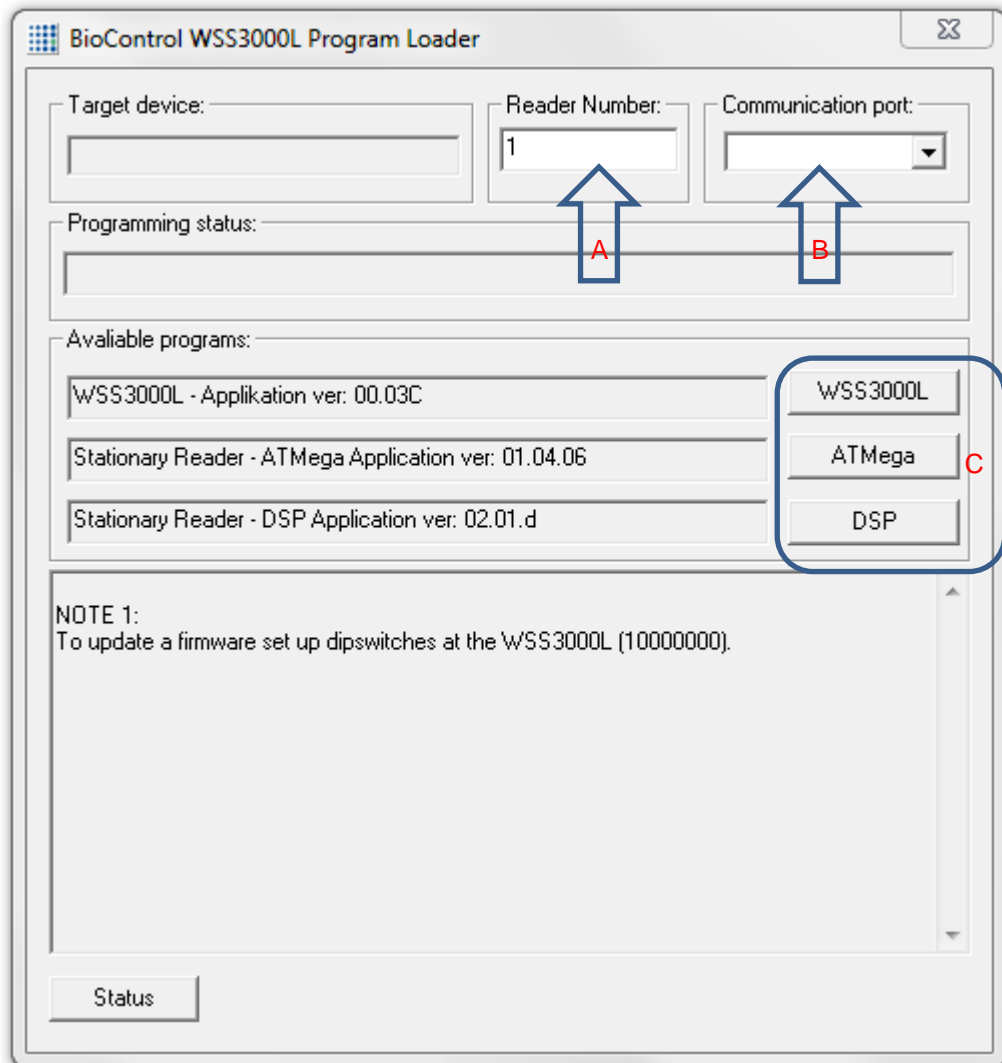 BioControl WSS3000L Program Loader
Target device:
Reader Number:
Communication port:
1
A
B
Programming status:
Avaliable programs:
WSS3000L - Applikation ver: 00.03C
WSS3000L
Stationary Reader - ATMega Application ver: 01.04.06
ATMega
C
Stationary Reader - DSP Application ver: 02.01.d
DSP
NOTE 1:
To update a firmware set up dipswitches at the WSS3000L (10000000).
Status